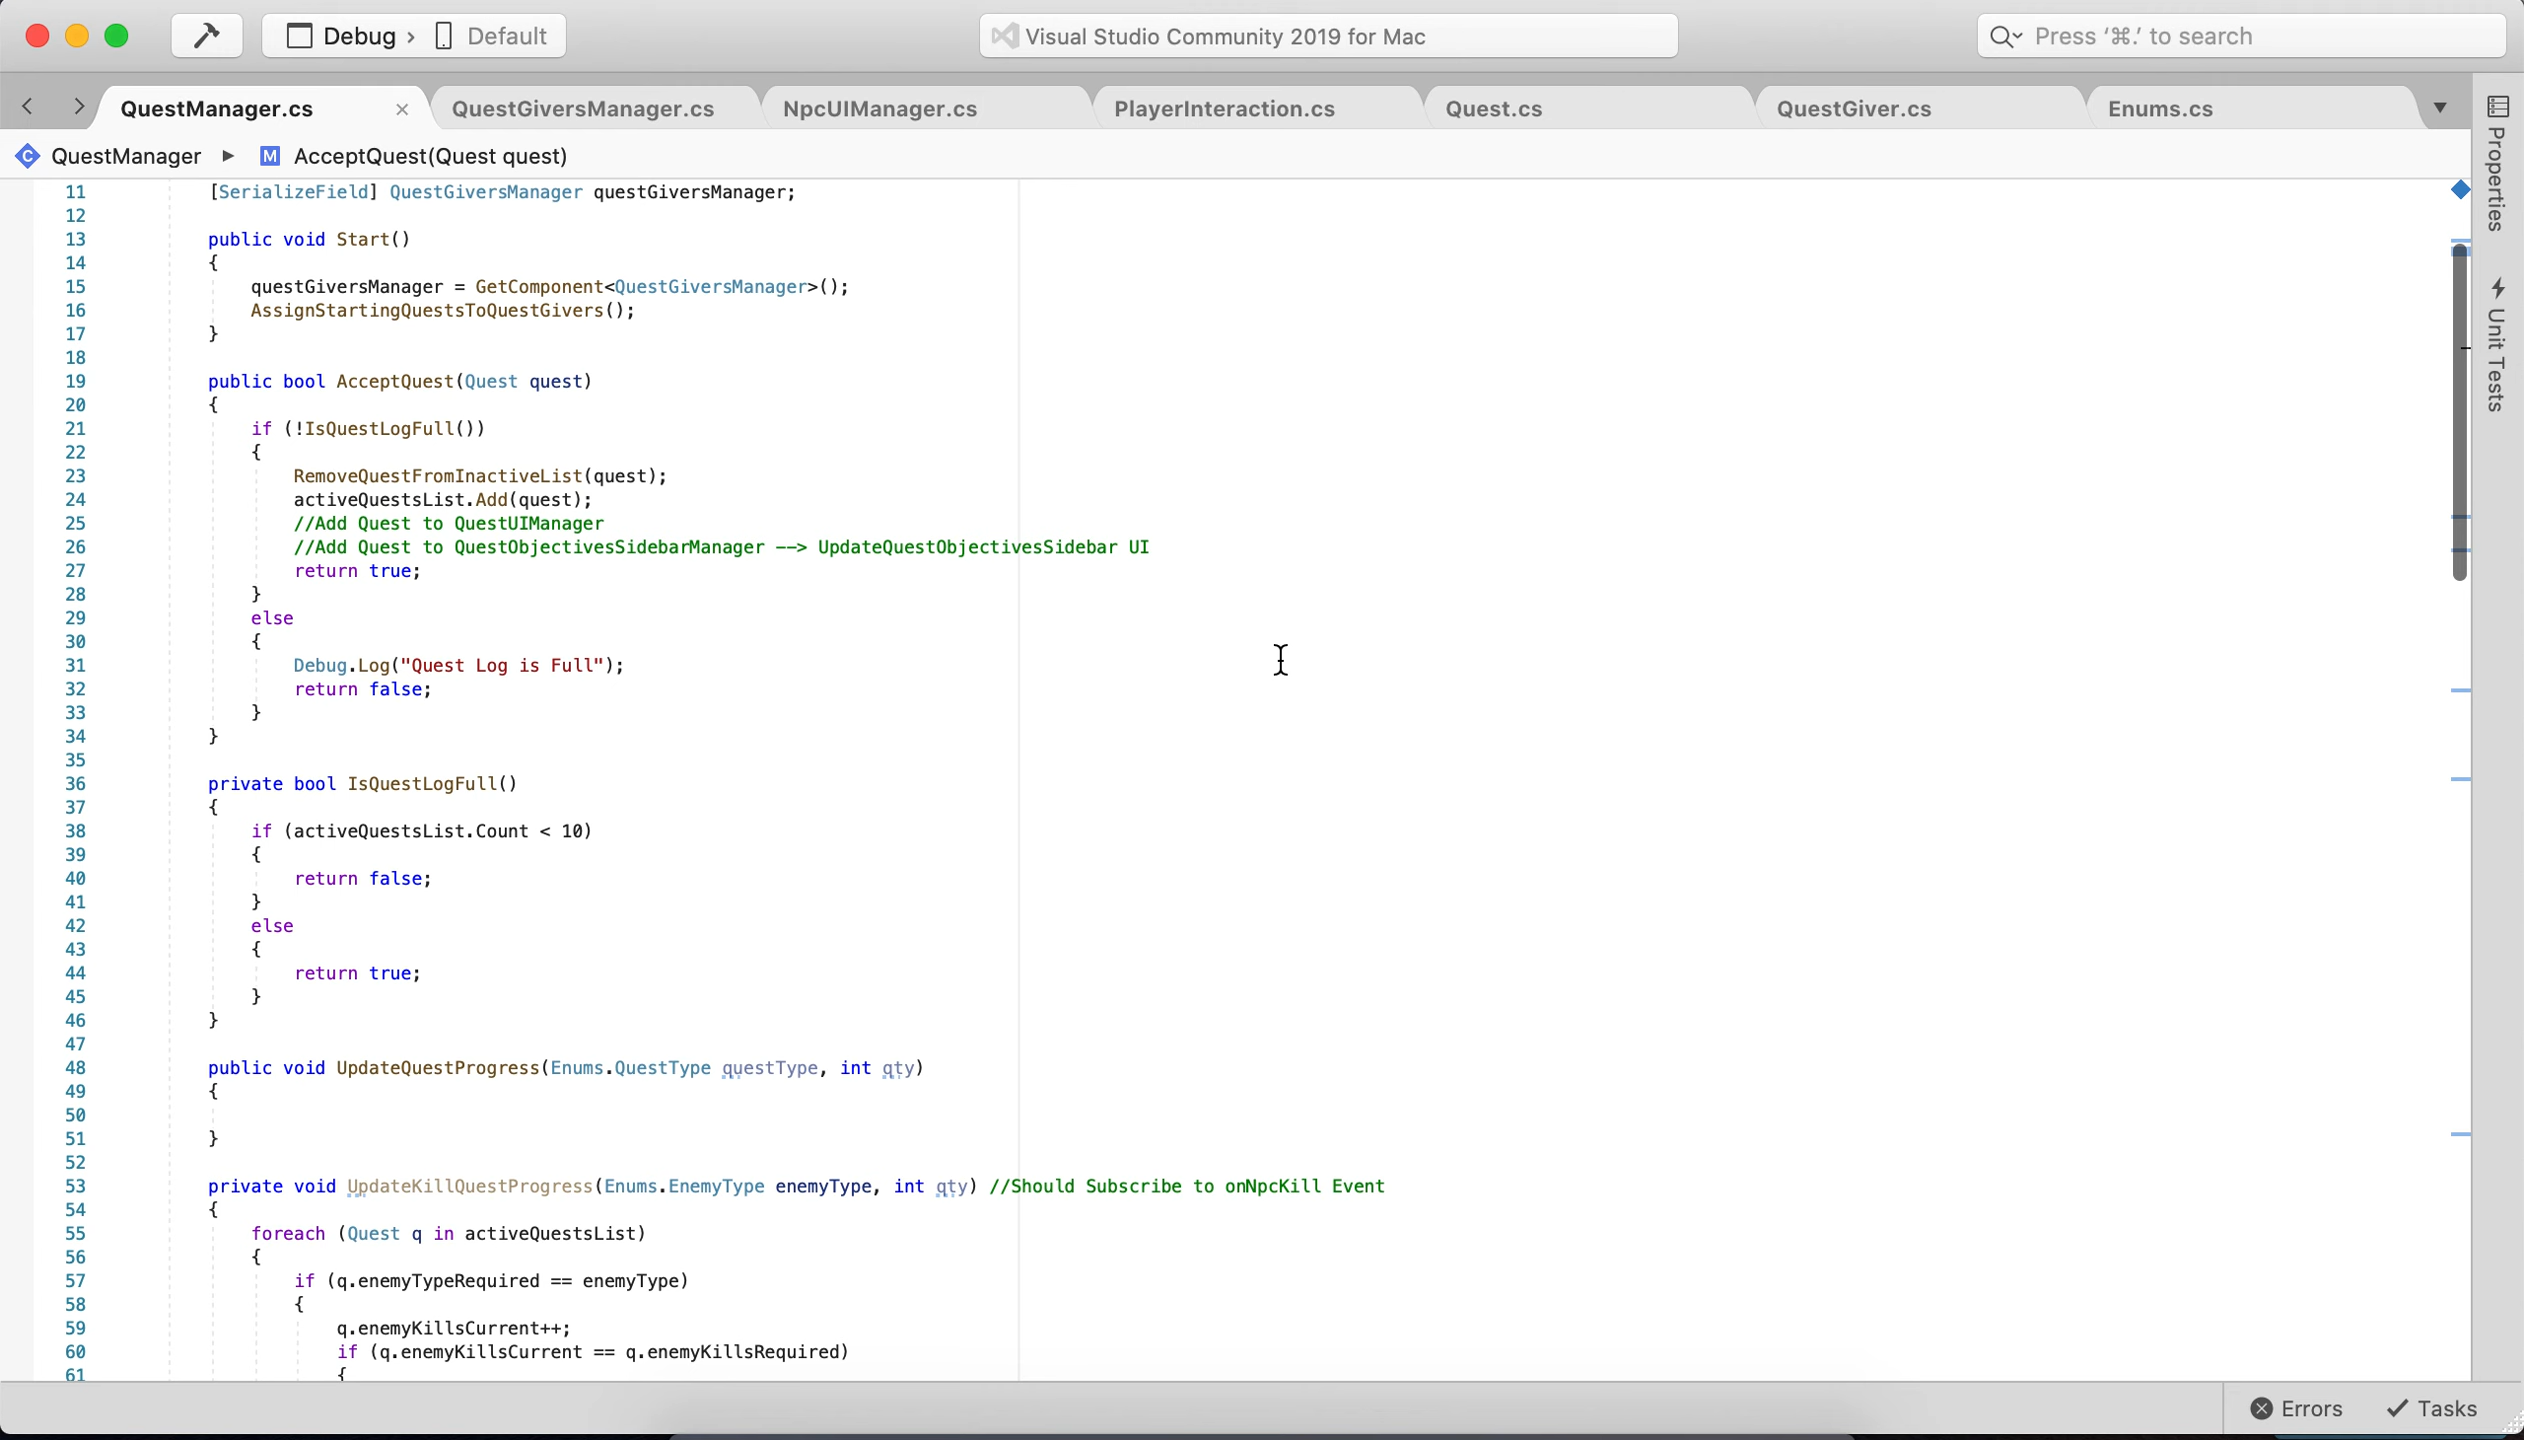 Debug › Default
Visual Studio Community 2019 for Mac
Press ‘⌘.’ to search
QuestManager.cs
QuestGiversManager.cs
NpcUIManager.cs
PlayerInteraction.cs
Quest.cs
QuestGiver.cs
Enums.cs
QuestManager
M AcceptQuest(Quest quest)
Properties
Unit Tests
11 [SerializeField] QuestGiversManager questGiversManager;
12
13 public void Start()
14 {
15 questGiversManager = GetComponent<QuestGiversManager>();
16 AssignStartingQuestsToQuestGivers();
17 }
18
19 public bool AcceptQuest(Quest quest)
20 {
21 if (!IsQuestLogFull())
22 {
23 RemoveQuestFromInactiveList(quest);
24 activeQuestsList.Add(quest);
25 //Add Quest to QuestUIManager
26 //Add Quest to QuestObjectivesSidebarManager --> UpdateQuestObjectivesSidebar UI
27 return true;
28 }
29 else
30 {
31 Debug.Log("Quest Log is Full");
32 return false;
33 }
34 }
35
36 private bool IsQuestLogFull()
37 {
38 if (activeQuestsList.Count < 10)
39 {
40 return false;
41 }
42 else
43 {
44 return true;
45 }
46 }
47
48 public void UpdateQuestProgress(Enums.QuestType questType, int qty)
49 {
50
51 }
52
53 private void UpdateKillQuestProgress(Enums.EnemyType enemyType, int qty) //Should Subscribe to onNpcKill Event
54 {
55 foreach (Quest q in activeQuestsList)
56 {
57 if (q.enemyTypeRequired == enemyType)
58 {
59 q.enemyKillsCurrent++;
60 if (q.enemyKillsCurrent == q.enemyKillsRequired)
61 {
Errors
Tasks